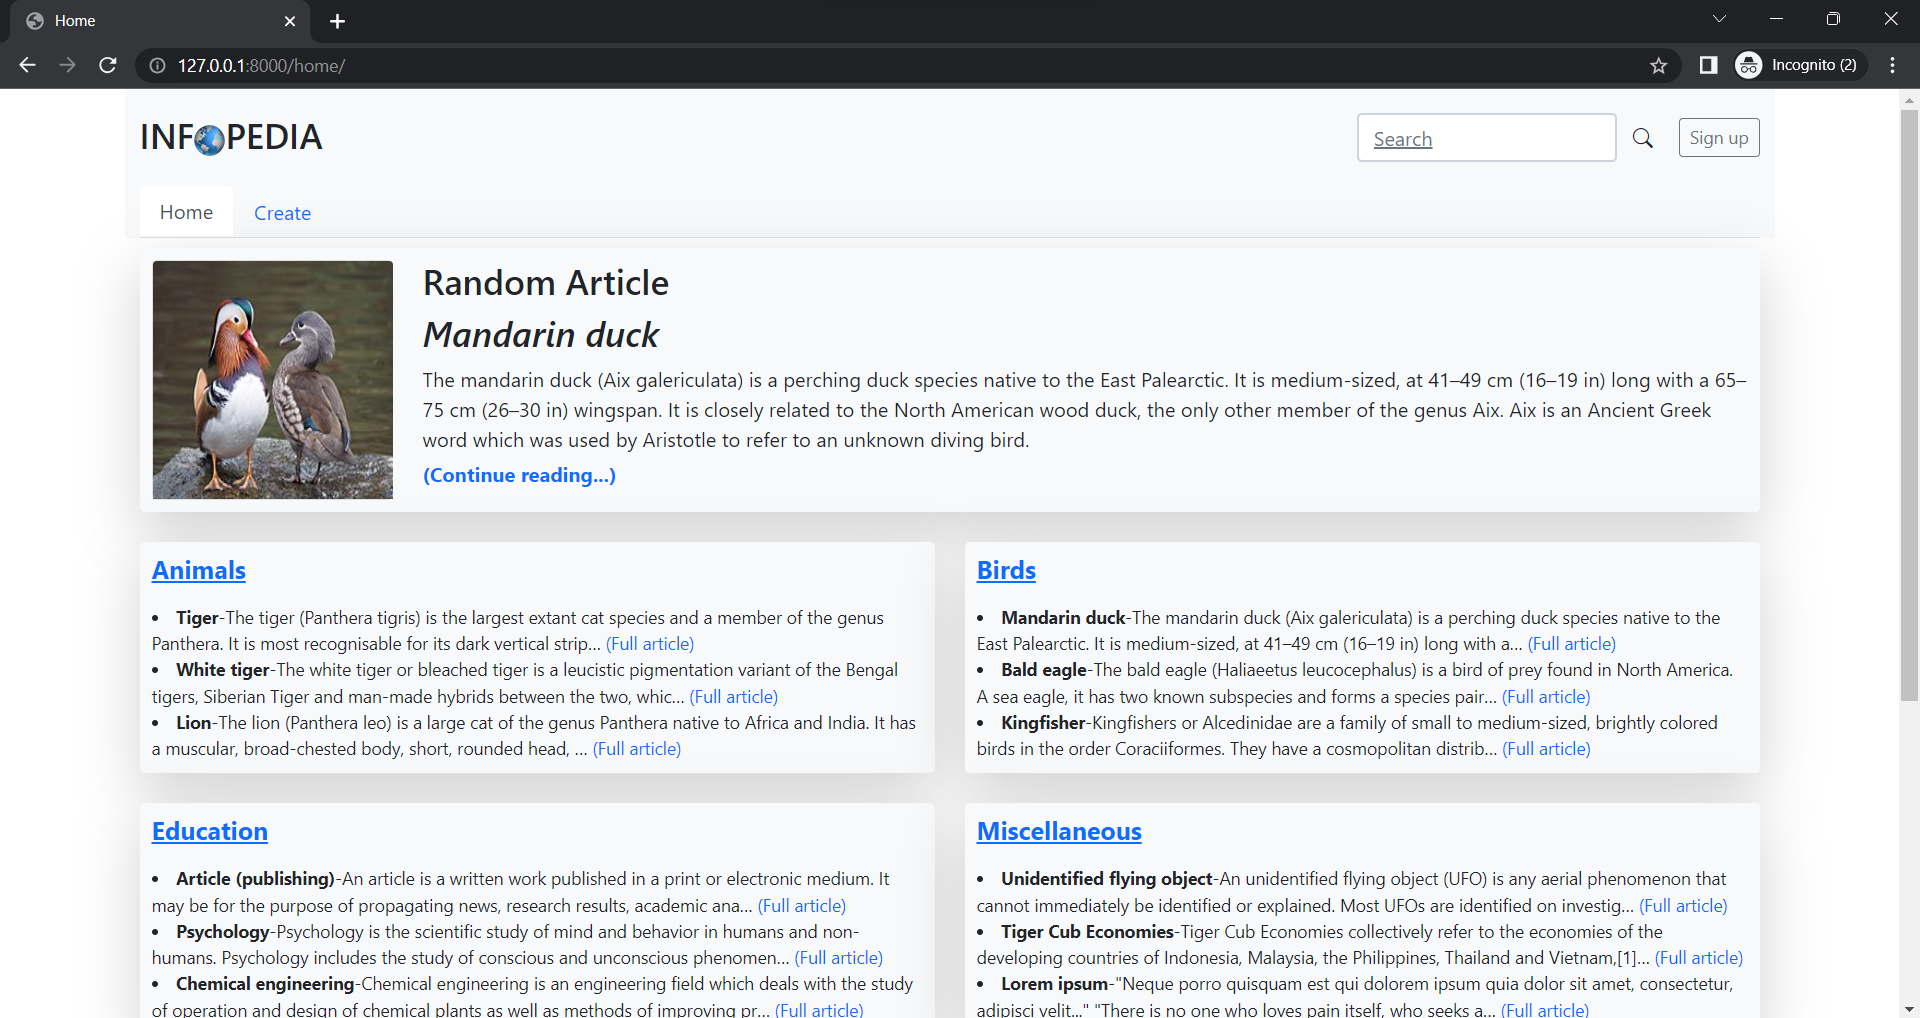 Home
127.0.0.1:8000/home/
Incognito (2)
INFOPEDIA
Search
Sign up
Home
Create
Random Article
Mandarin duck
The mandarin duck (Aix galericulata) is a perching duck species native to the East Palearctic. It is medium-sized, at 41–49 cm (16–19 in) long with a 65–
75 cm (26–30 in) wingspan. It is closely related to the North American wood duck, the only other member of the genus Aix. Aix is an Ancient Greek
word which was used by Aristotle to refer to an unknown diving bird.
(Continue reading...)
Animals
• Tiger-The tiger (Panthera tigris) is the largest extant cat species and a member of the genus
Panthera. It is most recognisable for its dark vertical strip... (Full article)
• White tiger-The white tiger or bleached tiger is a leucistic pigmentation variant of the Bengal
tigers, Siberian Tiger and man-made hybrids between the two, whic... (Full article)
• Lion-The lion (Panthera leo) is a large cat of the genus Panthera native to Africa and India. It has
a muscular, broad-chested body, short, rounded head, ... (Full article)
Birds
• Mandarin duck-The mandarin duck (Aix galericulata) is a perching duck species native to the
East Palearctic. It is medium-sized, at 41–49 cm (16–19 in) long with a... (Full article)
• Bald eagle-The bald eagle (Haliaeetus leucocephalus) is a bird of prey found in North America.
A sea eagle, it has two known subspecies and forms a species pair... (Full article)
• Kingfisher-Kingfishers or Alcedinidae are a family of small to medium-sized, brightly colored
birds in the order Coraciiformes. They have a cosmopolitan distrib... (Full article)
Education
• Article (publishing)-An article is a written work published in a print or electronic medium. It
may be for the purpose of propagating news, research results, academic ana... (Full article)
• Psychology-Psychology is the scientific study of mind and behavior in humans and non-
humans. Psychology includes the study of conscious and unconscious phenomen... (Full article)
• Chemical engineering-Chemical engineering is an engineering field which deals with the study
of operation and design of chemical plants as well as methods of improving pr... (Full article)
Miscellaneous
• Unidentified flying object-An unidentified flying object (UFO) is any aerial phenomenon that
cannot immediately be identified or explained. Most UFOs are identified on investig... (Full article)
• Tiger Cub Economies-Tiger Cub Economies collectively refer to the economies of the
developing countries of Indonesia, Malaysia, the Philippines, Thailand and Vietnam,[1]... (Full article)
• Lorem ipsum-"Neque porro quisquam est qui dolorem ipsum quia dolor sit amet, consectetur,
adipisci velit..." "There is no one who loves pain itself, who seeks a... (Full article)